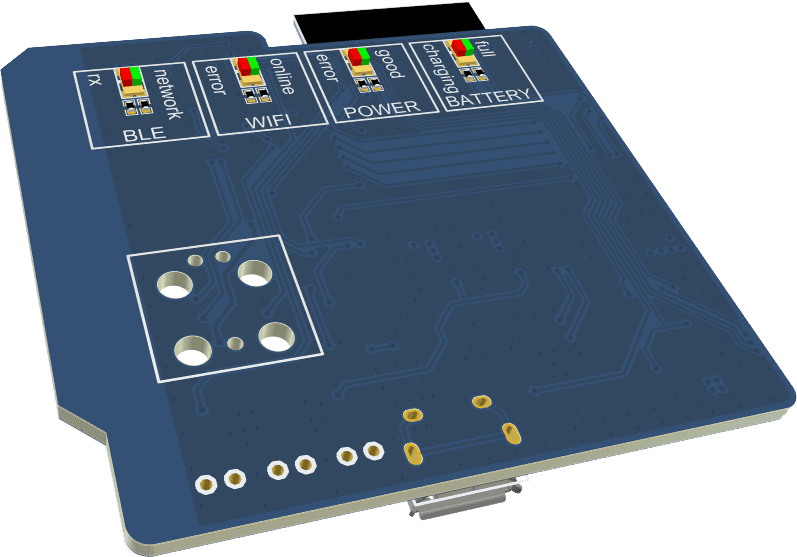 rx
network
BLE
error
online
WIFI
error
good
POWER
charging
full
BATTERY